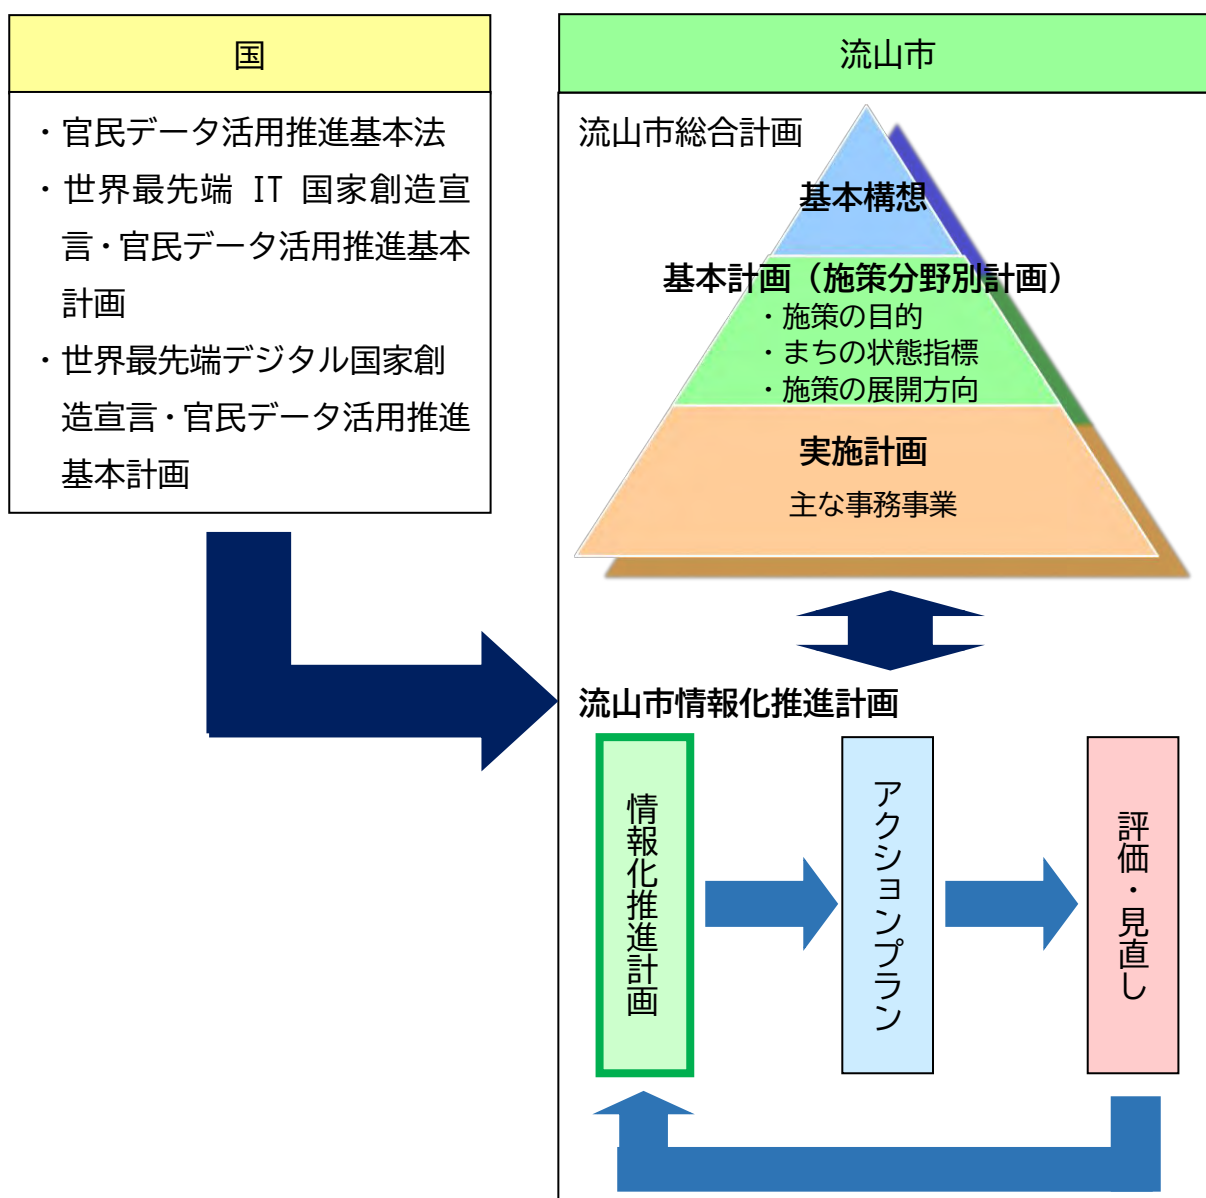 国
・官民データ活用推進基本法
・世界最先端 IT 国家創造宣
言・官民データ活用推進基本
計画
・世界最先端デジタル国家創
造宣言・官民データ活用推進
基本計画
流山市
流山市総合計画
基本構想
基本計画（施策分野別計画）
・施策の目的
・まちの状態指標
・施策の展開方向
実施計画
主な事務事業
流山市情報化推進計画
情報化推進計画
アクションプラン
評価・見直し